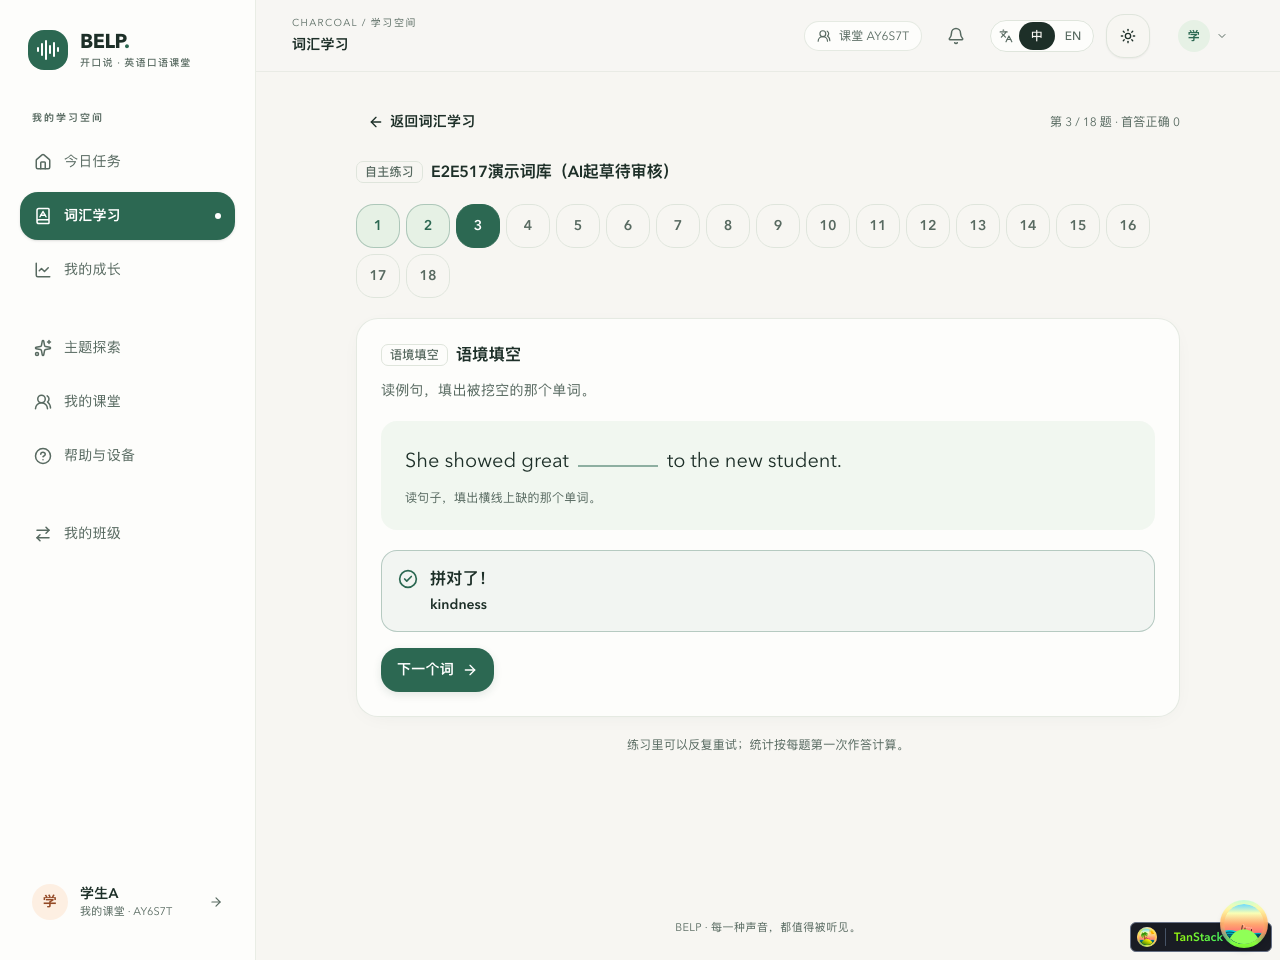 BELP.
开口说 · 英语口语课堂
我的学习空间
今日任务
词汇学习
我的成长
主题探索
我的课堂
帮助与设备
我的班级
学
学生A
我的课堂 · AY6S7T
CHARCOAL / 学习空间
词汇学习
课堂 AY6S7T
中
EN
学
返回词汇学习
第 3 / 18 题 · 首答正确 0
自主练习
E2E517演示词库（AI起草待审核）
1 2 3 4 5 6 7 8 9 10 11 12 13 14 15 16
17 18
语境填空 语境填空
读例句，填出被挖空的那个单词。
She showed great ________ to the new student.
读句子，填出横线上缺的那个单词。
拼对了！
kindness
下一个词
练习里可以反复重试；统计按每题第一次作答计算。
BELP · 每一种声音，都值得被听见。
TanStack